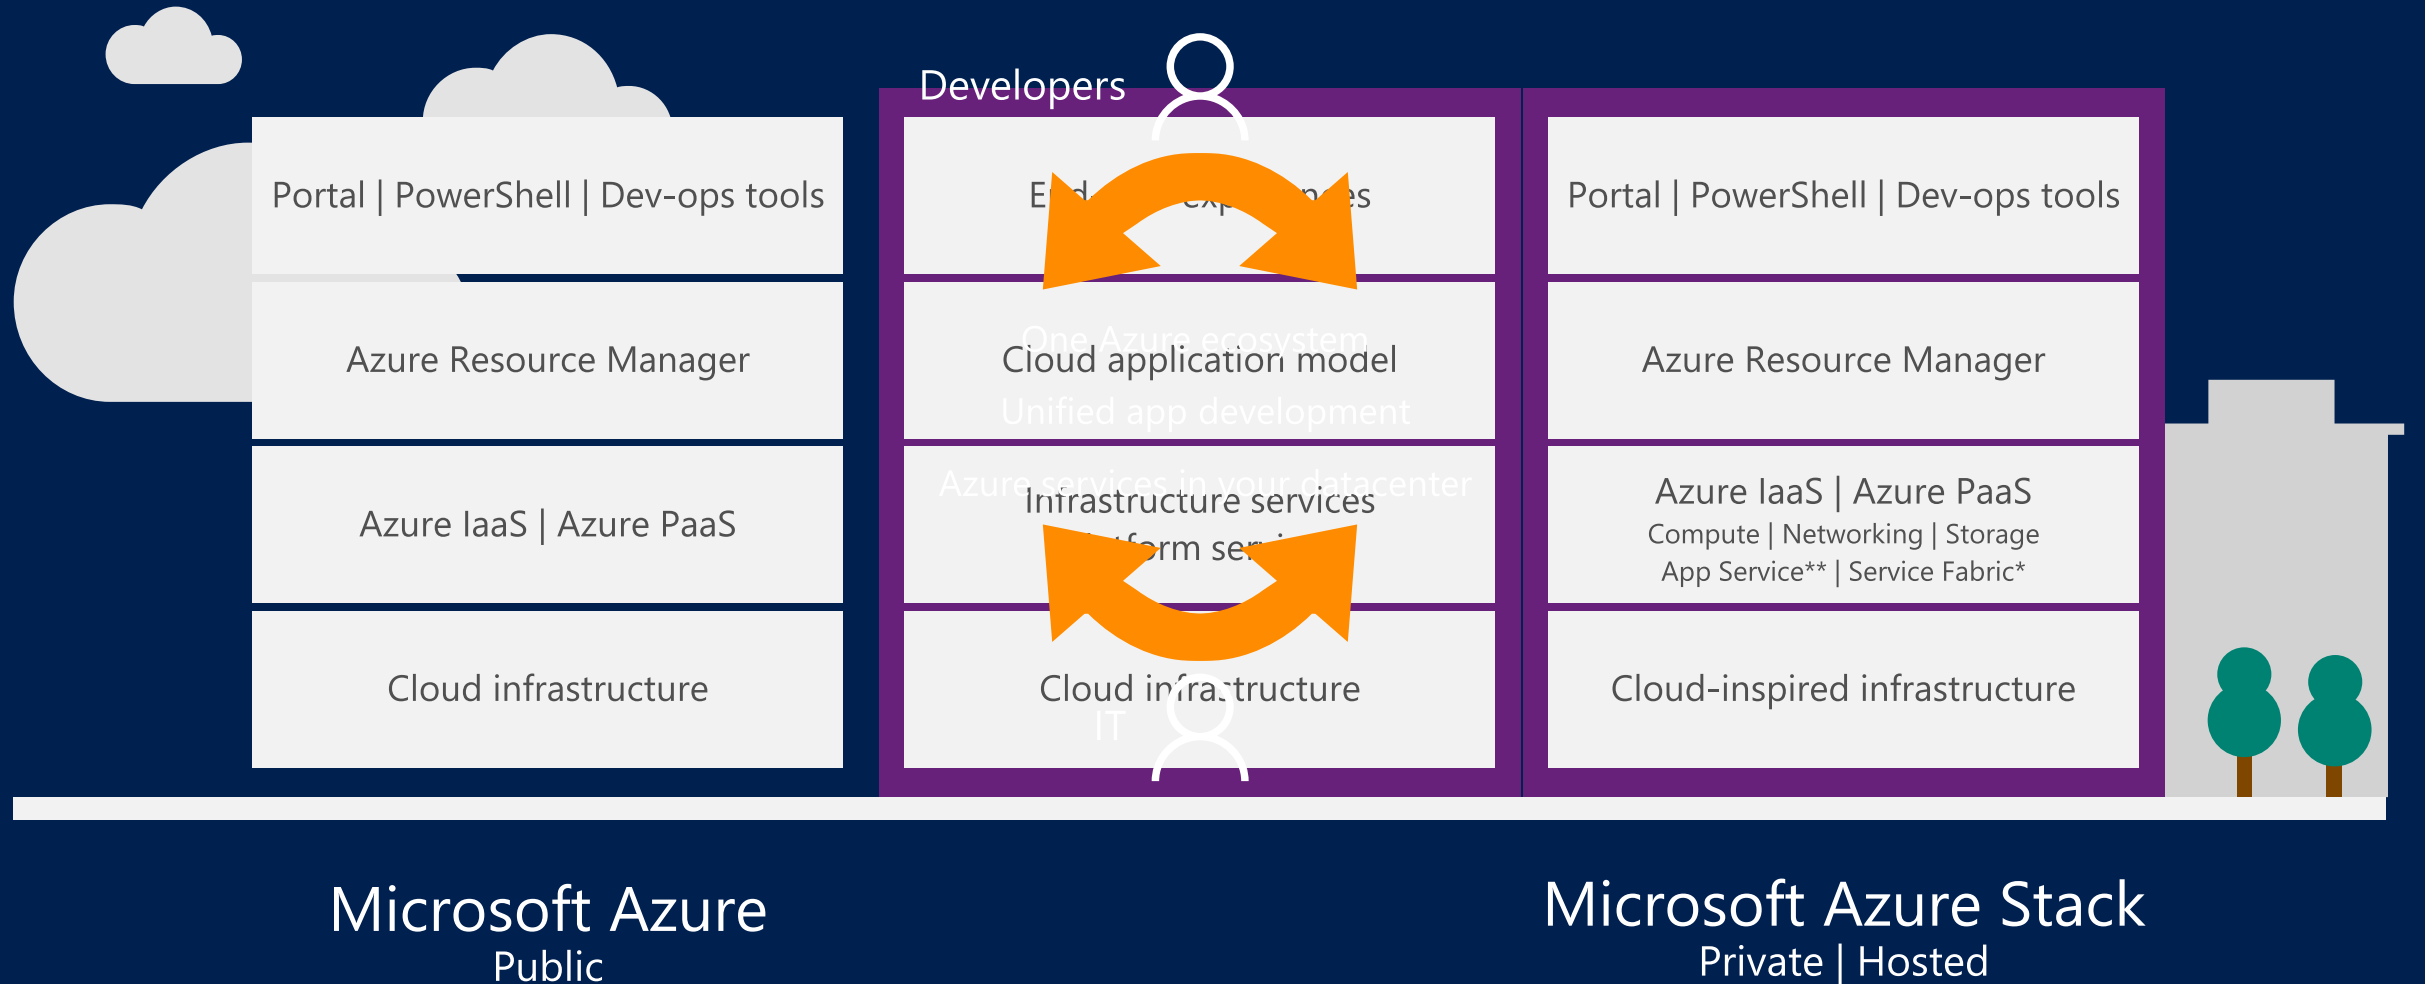 Developers
Portal | PowerShell | Dev-ops tools
Azure Resource Manager
Azure IaaS | Azure PaaS
Cloud infrastructure
One Azure ecosystem
Cloud application model
Unified app development
Azure services in your datacenter
Infrastructure services
Cloud infrastructure
IT
Portal | PowerShell | Dev-ops tools
Azure Resource Manager
Azure IaaS | Azure PaaS
Compute | Networking | Storage
App Service** | Service Fabric*
Cloud-inspired infrastructure
Microsoft Azure
Public
Microsoft Azure Stack
Private | Hosted